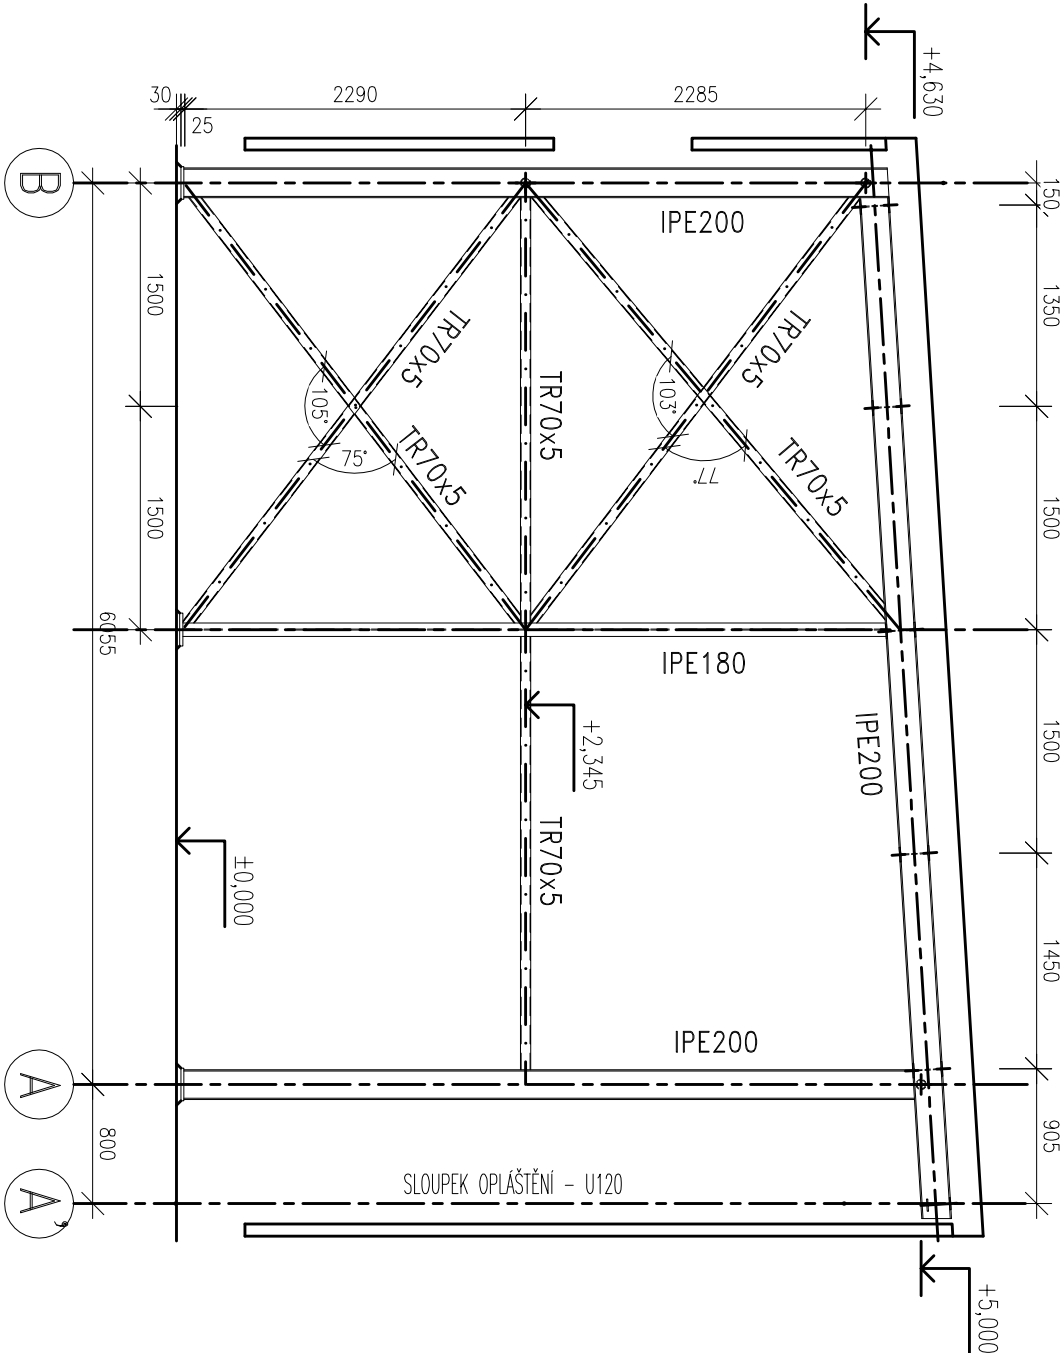 +4,630
30
2290
2285
25
B
150,
IPE200
1500
1350
TR70x5
TR70x5
TR70x5
105°
103°
75°
77°
TR70x5
TR70x5
1500
1500
6055
IPE180
+2,345
IPE200
1500
±0,000
TR70x5
1450
IPE200
A
800
905
SLOUPEK OPLÁŠTĚNÍ - U120
A'
+5,000